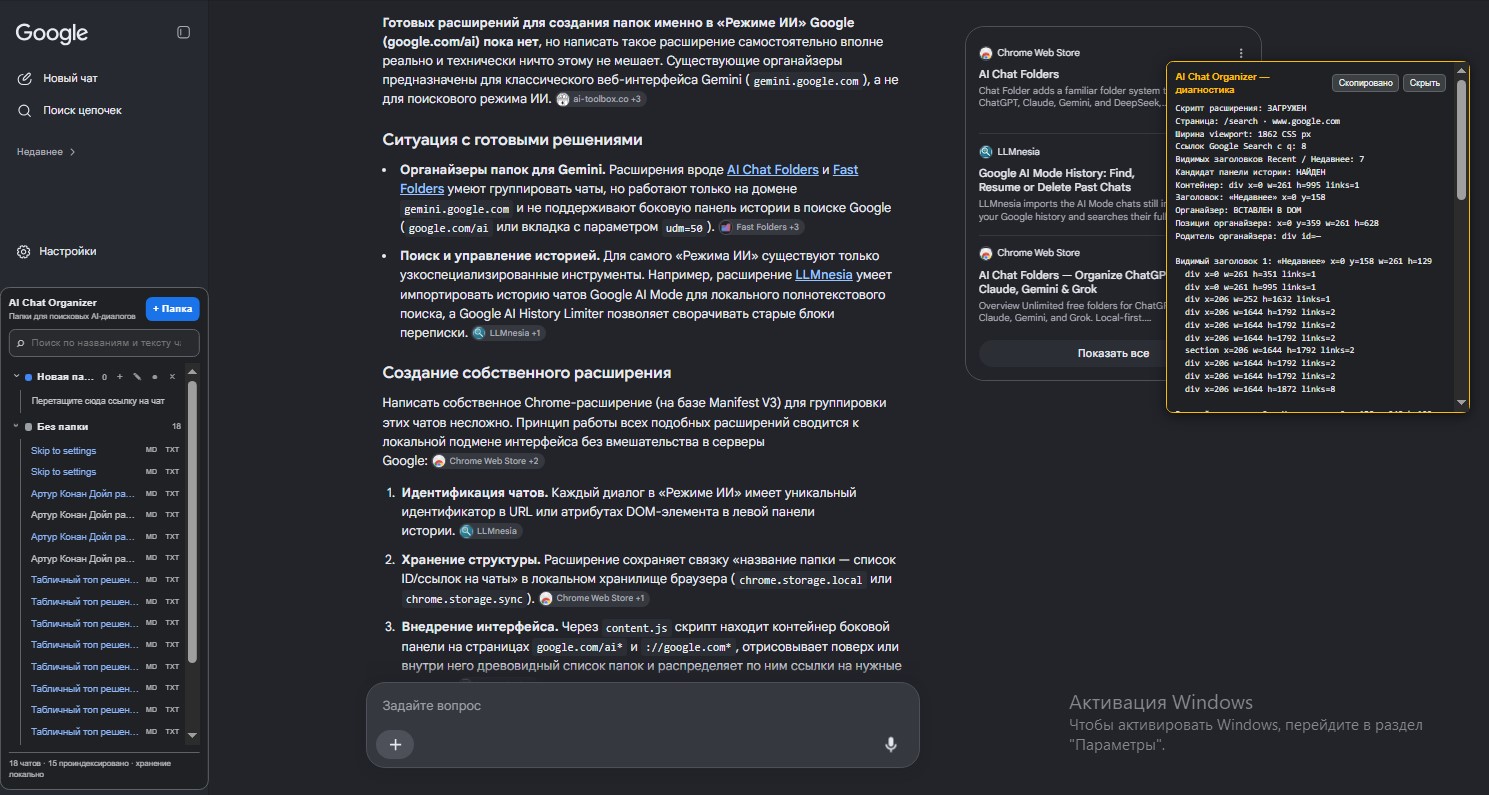 Google
Новый чат
Поиск цепочек
Недавнее
Настройки
AI Chat Organizer
Папки для поисковых AI-диалогов
+ Папка
Поиск по названиям и тексту ч
Новая па... 0 +
Перетащите сюда ссылку на чат
Без папки 18
Skip to settings MD TXT
Skip to settings MD TXT
Артур Конан Дойл ра... MD TXT
Артур Конан Дойл ра... MD TXT
Артур Конан Дойл ра... MD TXT
Артур Конан Дойл ра... MD TXT
Табличный топ решен... MD TXT
Табличный топ решен... MD TXT
Табличный топ решен... MD TXT
Табличный топ решен... MD TXT
Табличный топ решен... MD TXT
Табличный топ решен... MD TXT
Табличный топ решен... MD TXT
Табличный топ решен... MD TXT
18 чатов · 15 проиндексировано · хранение
локально
Готовых расширений для создания папок именно в «Режиме ИИ» Google
(google.com/ai) пока нет, но написать такое расширение самостоятельно вполне
реально и технически ничто этому не мешает. Существующие органайзеры
предназначены для классического веб-интерфейса Gemini ( gemini.google.com ), а не
для поискового режима ИИ. ai-toolbox.co +3
Ситуация с готовыми решениями
• Органайзеры папок для Gemini. Расширения вроде AI Chat Folders и Fast
Folders умеют группировать чаты, но работают только на домене
gemini.google.com и не поддерживают боковую панель истории в поиске Google
( google.com/ai или вкладка с параметром udm=50 ). Fast Folders +3
• Поиск и управление историей. Для самого «Режима ИИ» существуют только
узкоспециализированные инструменты. Например, расширение LLMnesia умеет
импортировать историю чатов Google AI Mode для локального полнотекстового
поиска, а Google AI History Limiter позволяет сворачивать старые блоки
переписки. LLMnesia +1
Создание собственного расширения
Написать собственное Chrome-расширение (на базе Manifest V3) для группировки
этих чатов несложно. Принцип работы всех подобных расширений сводится к
локальной подмене интерфейса без вмешательства в серверы
Google: Chrome Web Store +2
1. Идентификация чатов. Каждый диалог в «Режиме ИИ» имеет уникальный
идентификатор в URL или атрибутах DOM-элемента в левой панели
истории. LLMnesia
2. Хранение структуры. Расширение сохраняет связку «название папки — список
ID/ссылок на чаты» в локальном хранилище браузера ( chrome.storage.local или
chrome.storage.sync ). Chrome Web Store +1
3. Внедрение интерфейса. Через content.js скрипт находит контейнер боковой
панели на страницах google.com/ai* и ://google.com* , отрисовывает поверх или
внутри него древовидный список папок и распределяет по ним ссылки на нужные
Задайте вопрос
Chrome Web Store
AI Chat Folders
Chat Folder adds a familiar folder system t
ChatGPT, Claude, Gemini, and DeepSeek,...
LLMnesia
Google AI Mode History: Find,
Resume or Delete Past Chats
LLMnesia imports the AI Mode chats still in
your Google history and searches their full
Chrome Web Store
AI Chat Folders — Organize ChatGP
Claude, Gemini & Grok
Overview Unlimited free folders for ChatG
Claude, Gemini, and Grok. Local-first....
Показать все
AI Chat Organizer —
диагностика
Скопировано
Скрыть
Скрипт расширения: ЗАГРУЖЕН
Страница: /search · www.google.com
Ширина viewport: 1862 CSS px
Ссылок Google Search с q: 8
Видимых заголовков Recent / Недавнее: 7
Кандидат панели истории: НАЙДЕН
Контейнер: div x=0 w=261 h=995 links=1
Заголовок: «Недавнее» x=0 y=158
Органайзер: ВСТАВЛЕН В DOM
Позиция органайзера: x=0 y=359 w=261 h=628
Родитель органайзера: div id=—
Видимый заголовок 1: «Недавнее» x=0 y=158 w=261 h=129
div x=0 w=261 h=351 links=1
div x=0 w=261 h=995 links=1
div x=206 w=252 h=1632 links=1
div x=206 w=1644 h=1792 links=2
div x=206 w=1644 h=1792 links=2
div x=206 w=1644 h=1792 links=2
section x=206 w=1644 h=1792 links=2
div x=206 w=1644 h=1792 links=2
div x=206 w=1644 h=1792 links=2
div x=206 w=1644 h=1872 links=8
Активация Windows
Чтобы активировать Windows, перейдите в раздел
"Параметры".